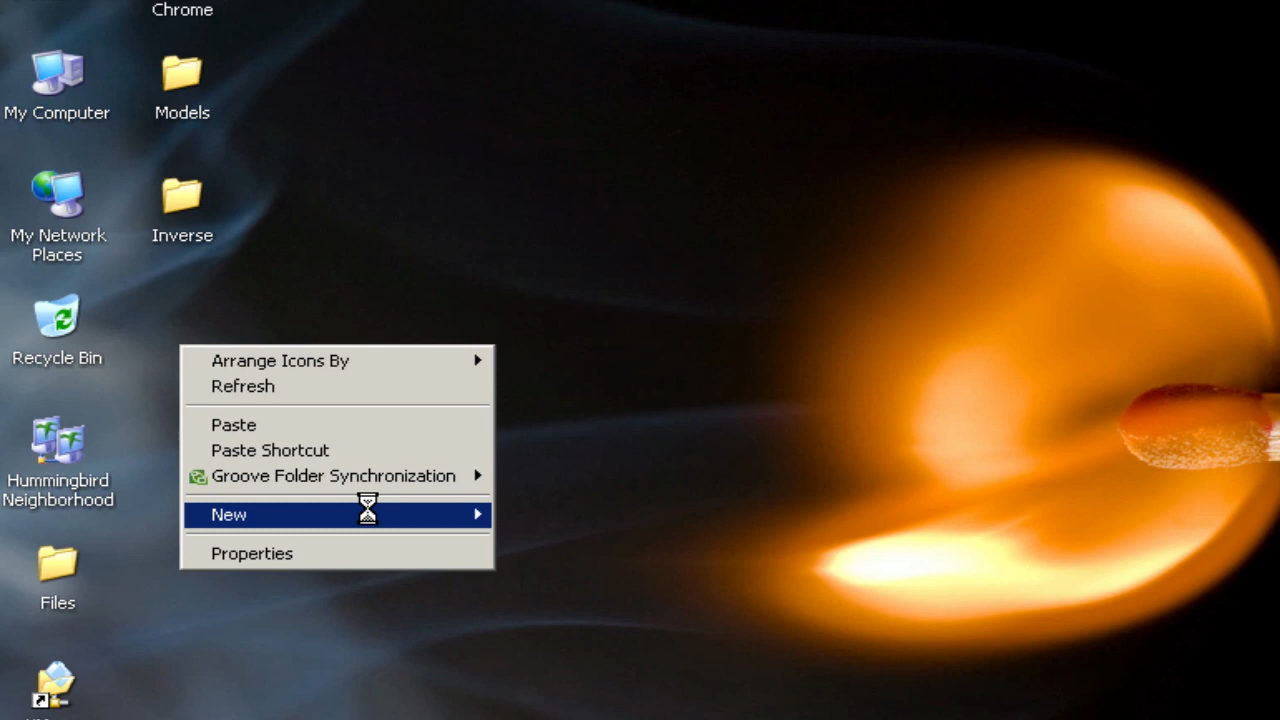 Chrome
My Computer
Models
My Network
Places
Inverse
Recycle Bin
Hummingbird
Neighborhood
Files
Arrange Icons By
Refresh
Paste
Paste Shortcut
Groove Folder Synchronization
New
Properties